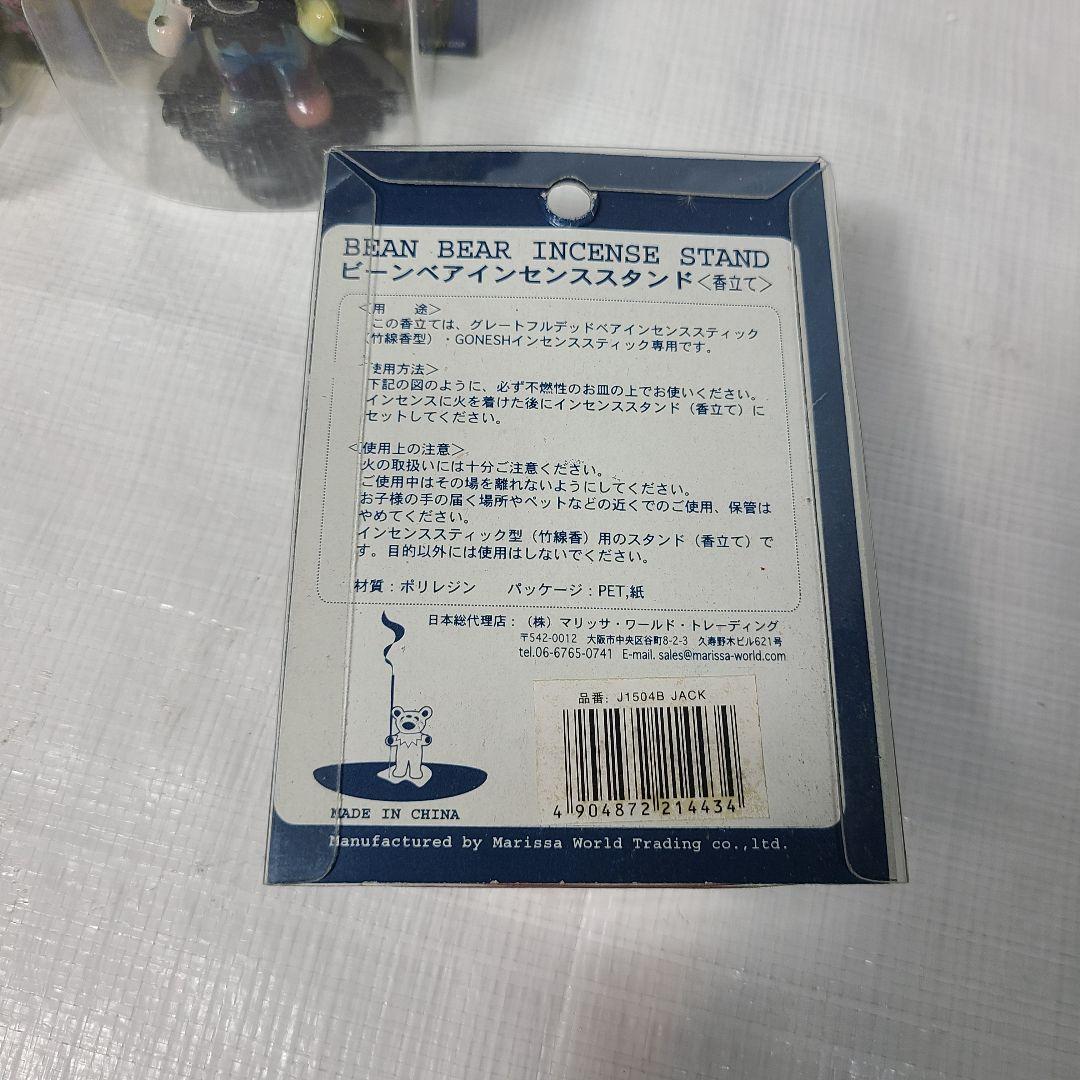 BEAN BEAR INCENSE STAND
ビーンベアインセンススタンド<香立て>
<用　途>
この香立ては、グレートフルデッドベアインセンススティック
(竹線香型)・GONESHインセンススティック専用です。
使用方法>
下記の図のように、必ず不燃性のお皿の上でお使いください。
インセンスに火を着けた後にインセンススタンド(香立て)に
セットしてください。
<使用上の注意>
火の取扱いには十分ご注意ください。
ご使用中はその場を離れないようにしてください。
お子様の手の届く場所やペットなどの近くでのご使用、保管は
やめてください。
インセンススティック型(竹線香)用のスタンド(香立て)で
す。目的以外には使用はしないでください。
材質:ポリレジン　パッケージ:PET,紙
日本総代理店:(株)マリッサ・ワールド・トレーディング
〒542-0012 大阪市中央区谷町8-2-3 久寿野木ビル621号
tel.06-6765-0741 E-mail. sales@marissa-world.com
品番: J1504B JACK
4 904872 214434
MADE IN CHINA
Manufactured by Marissa World Trading co.,ltd.